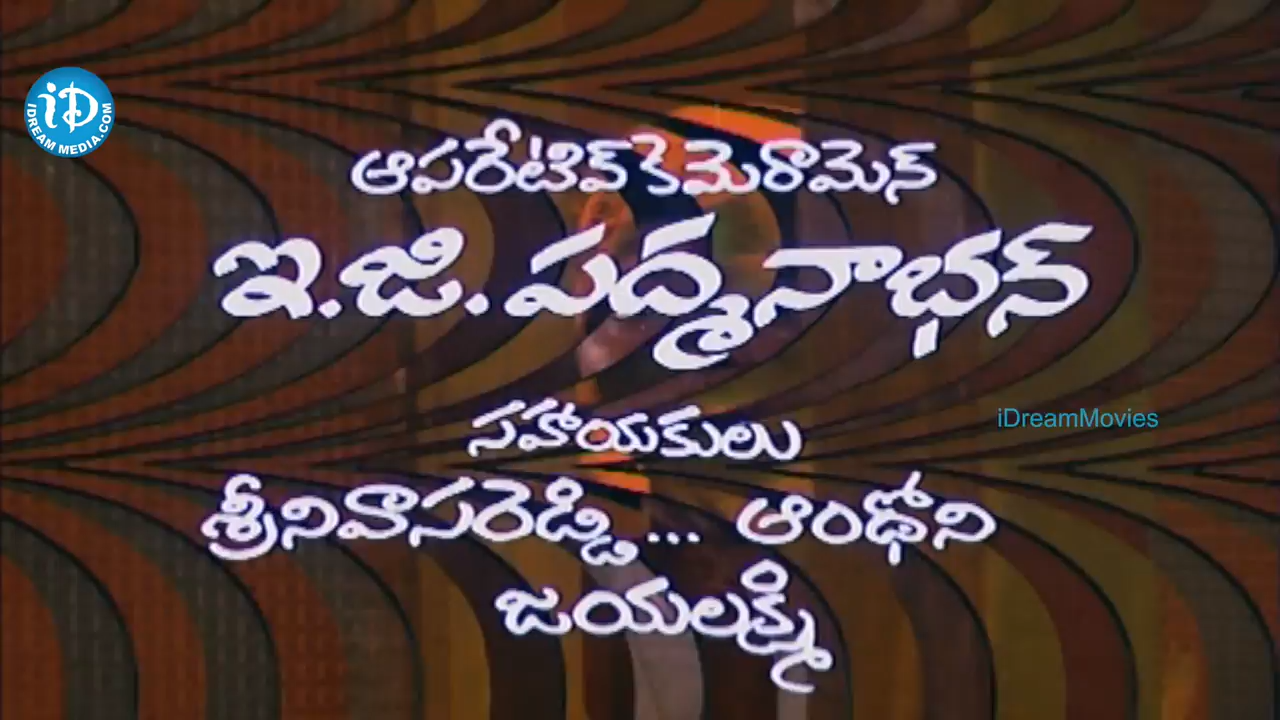 iD
IDREAM MEDIA.COM
ఆపరేటివ్ కెమెరామెన్
ఇ.జి. పద్మనాభన్
iDreamMovies
సహాయకులు
శ్రీనివాసరెడ్డి... ఆంథోని
జయలక్ష్మి